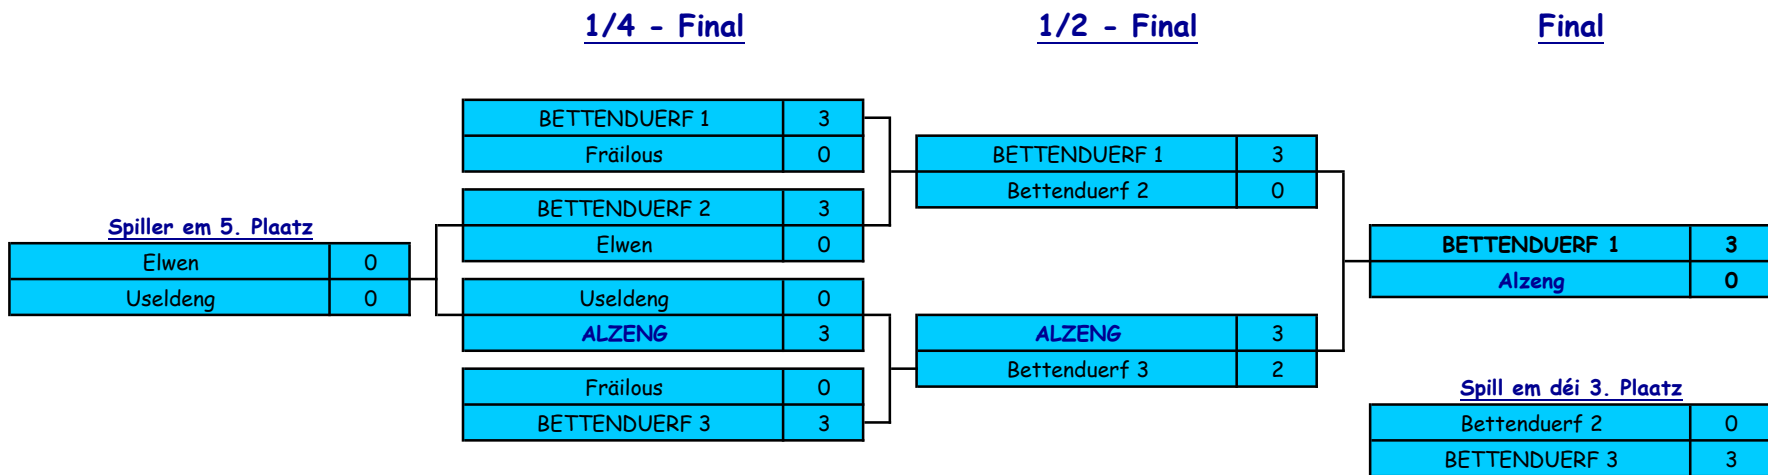 1/4 - Final 1/2 - Final Final
BETTENDUERF 1 3
Fräilous 0
BETTENDUERF 2 3
Elwen 0
Useldeng 0
ALZENG 3
Fräilous 0
BETTENDUERF 3 3
Spiller em 5. Plaatz
Elwen 0
Useldeng 0
BETTENDUERF 1 3
Bettenduerf 2 0
ALZENG 3
Bettenduerf 3 2
BETTENDUERF 1 3
Alzeng 0
Spill em déi 3. Plaatz
Bettenduerf 2 0
BETTENDUERF 3 3